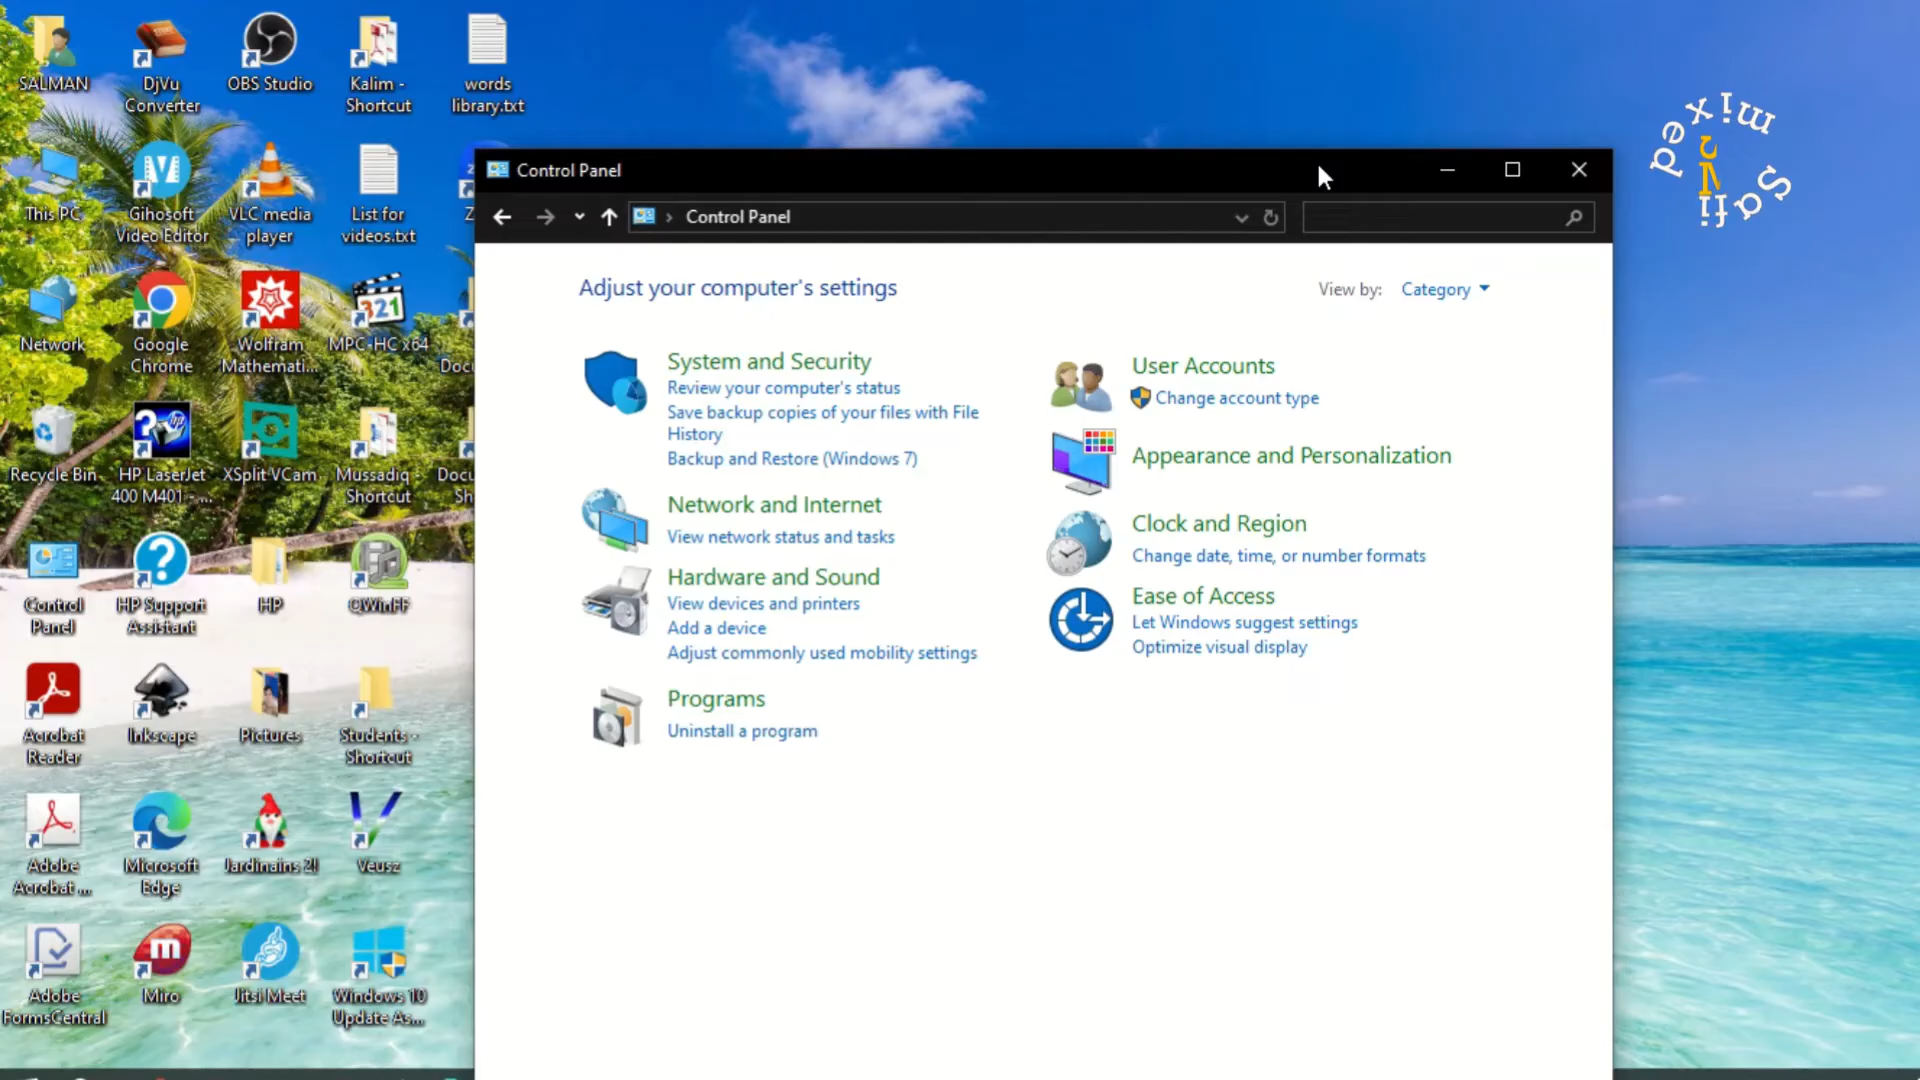 SALMAN
DjVu
Converter
OBS Studio
Kalim -
Shortcut
words
library.txt
This PC
Gihosoft
Video Editor
VLC media
player
List for
videos.txt
Z
Network
Google
Chrome
Wolfram
Mathemati...
MPC-HC x64
321
Recycle Bin
HP LaserJet
400 M401 - ...
XSplit VCam
Mussadiq
Shortcut
Sh
Control
Panel
HP Support
Assistant
HP
©WinFF
Acrobat
Reader
Inkscape
Pictures
Students -
Shortcut
Adobe
Acrobat ...
Microsoft
Edge
Jardinains 2!
Veusz
Adobe
FormsCentral
m
Miro
Jitsi Meet
Windows 10
Update As...
Control Panel
Control Panel
Adjust your computer's settings
View by: Category
System and Security
Review your computer's status
Save backup copies of your files with File
History
Backup and Restore (Windows 7)
Network and Internet
View network status and tasks
Hardware and Sound
View devices and printers
Add a device
Adjust commonly used mobility settings
Programs
Uninstall a program
User Accounts
Change account type
Appearance and Personalization
Clock and Region
Change date, time, or number formats
Ease of Access
Let Windows suggest settings
Optimize visual display
Safi mixed